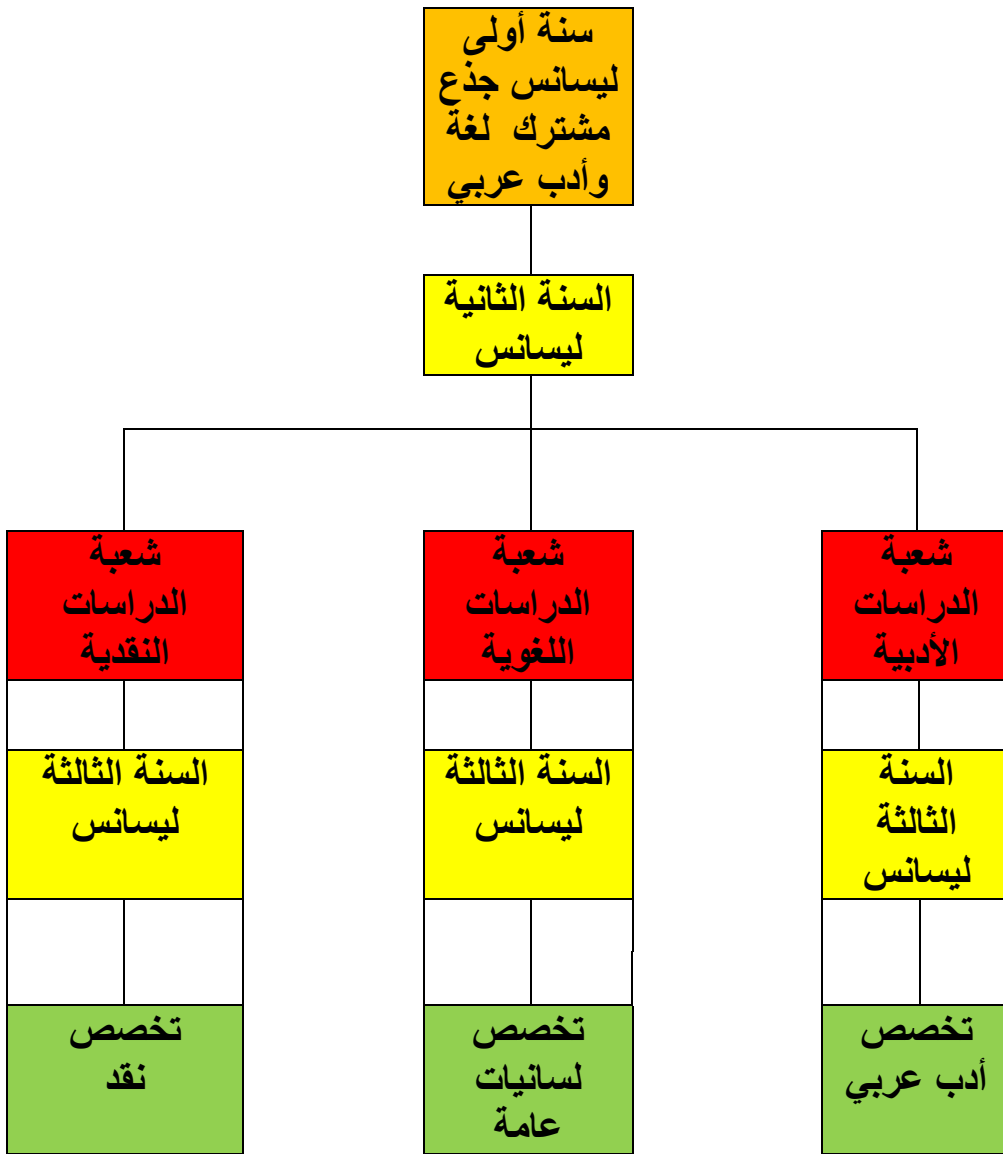 سنة أولى
ليسانس جذع
مشترك لغة
وأدب عربي
السنة الثانية
ليسانس
شعبة
الدراسات
الأدبية
شعبة
الدراسات
اللغوية
شعبة
الدراسات
النقدية
السنة
الثالثة
ليسانس
السنة الثالثة
ليسانس
السنة الثالثة
ليسانس
تخصص
أدب عربي
تخصص
لسانيات
عامة
تخصص
نقد